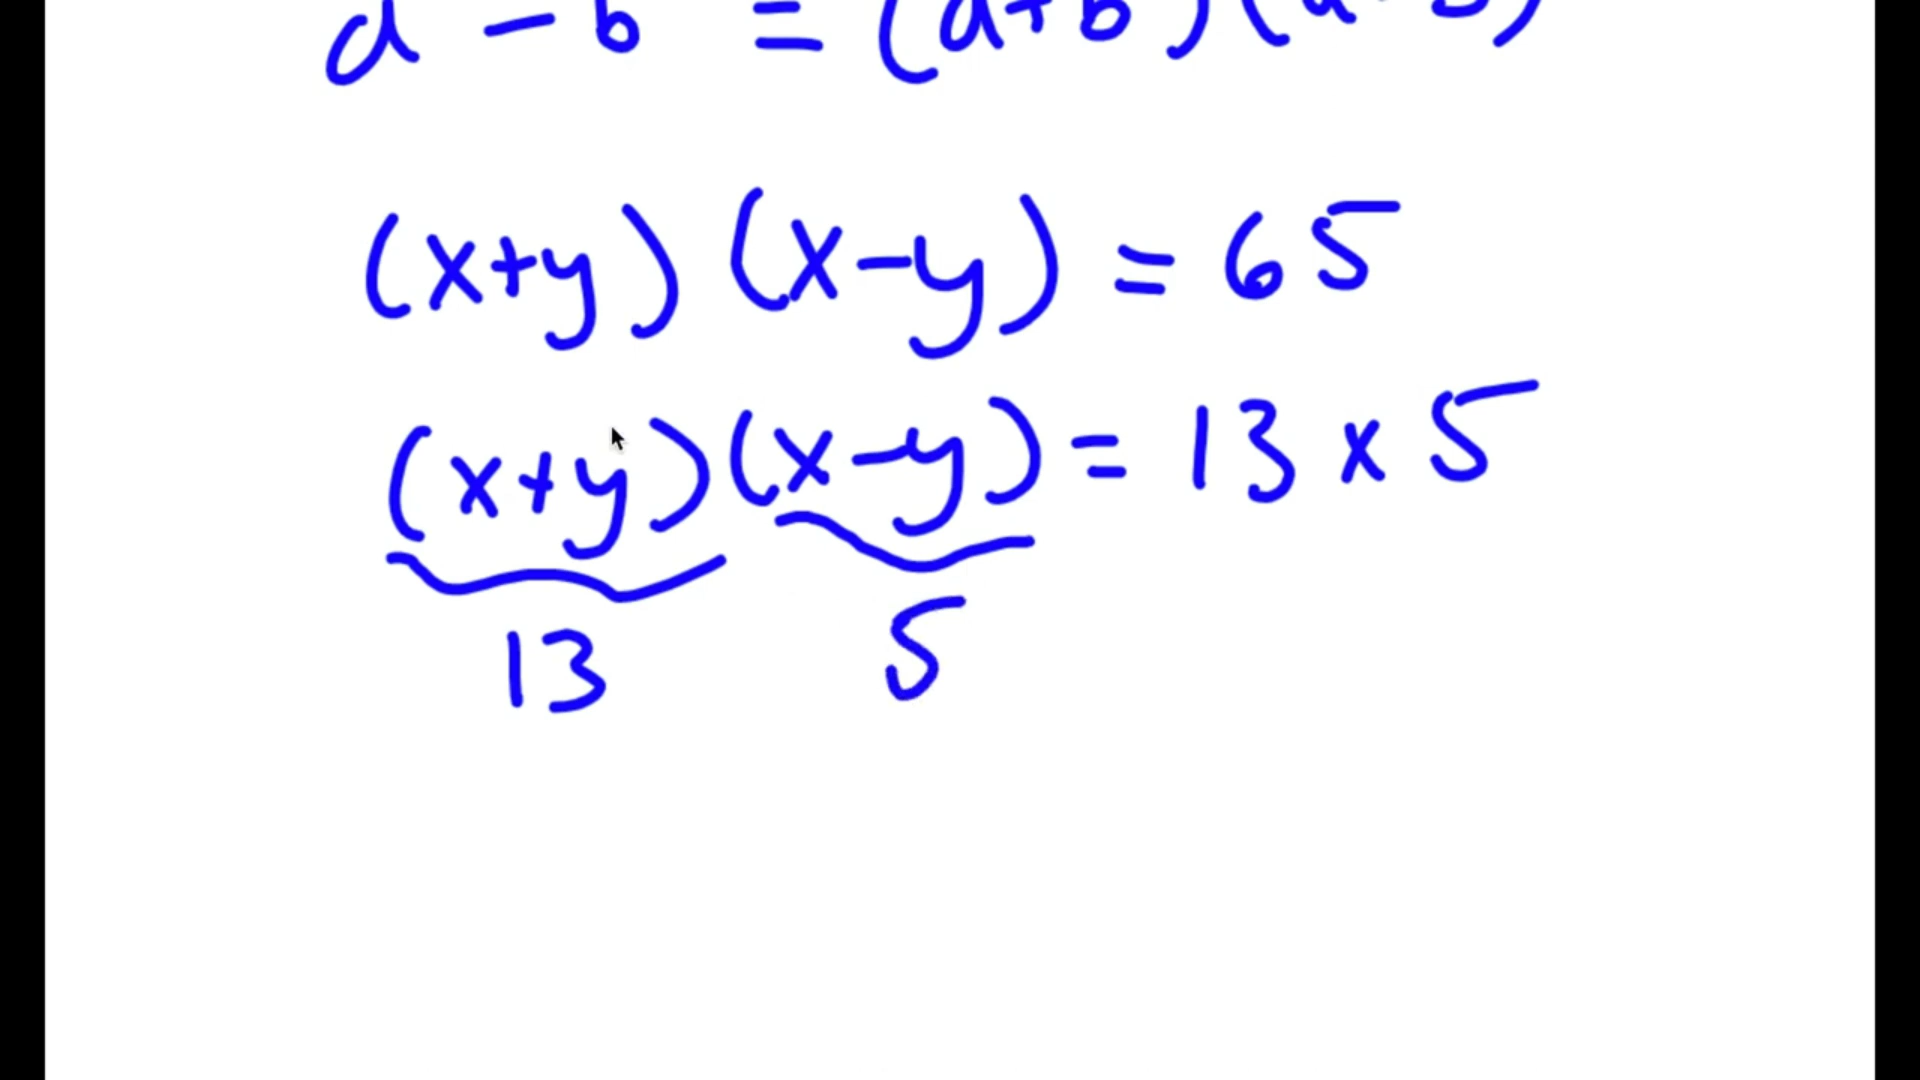 a - b = (a+b)(a-b)
(x+y)(x-y) = 65
(x+y)(x-y) = 13 x 5
13 5